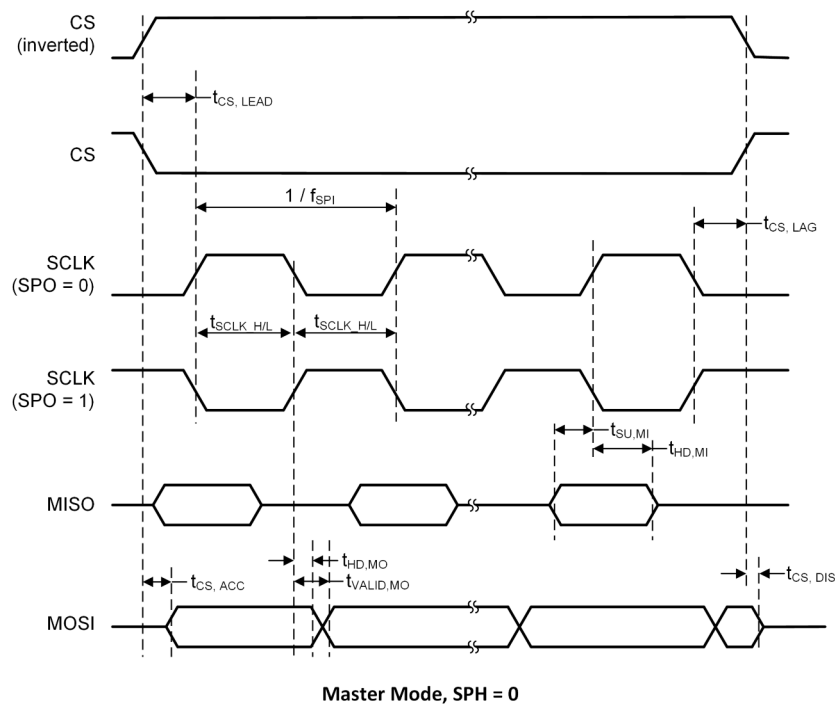 CS
(inverted)
tCS, LEAD
CS
1 / fSPI
tCS, LAG
SCLK
(SPO = 0)
tSCLK_H/L
tSCLK_H/L
SCLK
(SPO = 1)
tSU,MI
tHD,MI
MISO
tHD,MO
tVALID,MO
tCS, ACC
tCS, DIS
MOSI
Master Mode, SPH = 0